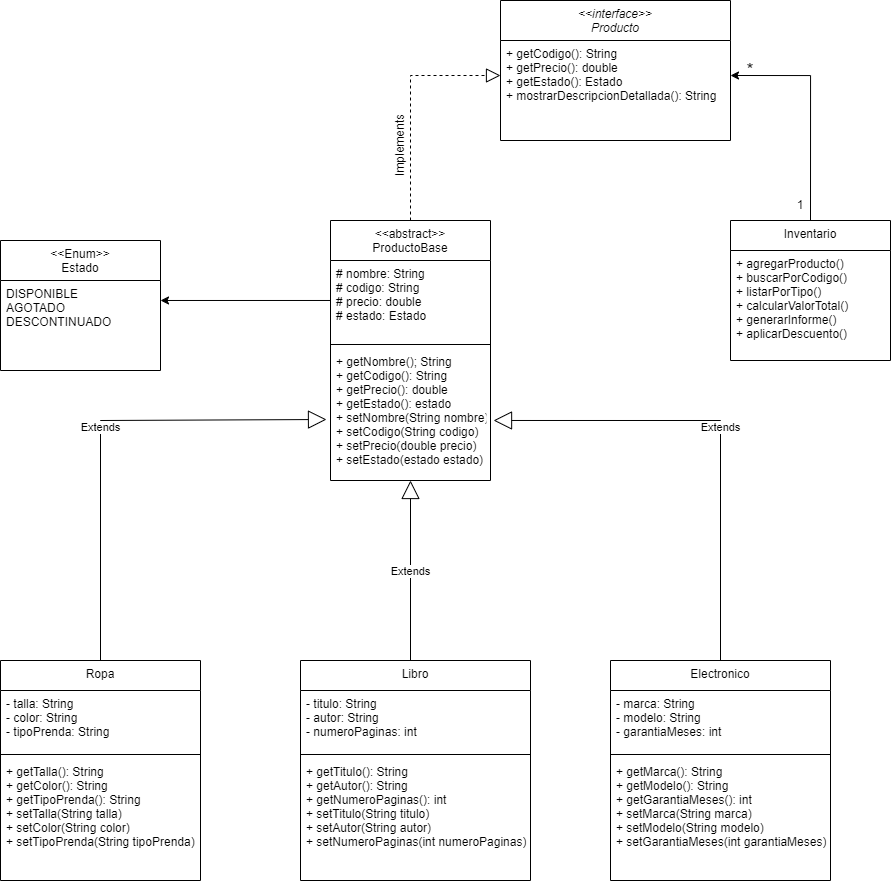 <<interface>>
Producto
+ getCodigo(): String
+ getPrecio(): double
+ getEstado(): Estado
+ mostrarDescripcionDetallada(): String
*
Implements
1
<<abstract>>
ProductoBase
# nombre: String
# codigo: String
# precio: double
# estado: Estado
+ getNombre(); String
+ getCodigo(): String
+ getPrecio(): double
+ getEstado(): estado
+ setNombre(String nombre)
+ setCodigo(String codigo)
+ setPrecio(double precio)
+ setEstado(estado estado)
Inventario
+ agregarProducto()
+ buscarPorCodigo()
+ listarPorTipo()
+ calcularValorTotal()
+ generarInforme()
+ aplicarDescuento()
<<Enum>>
Estado
DISPONIBLE
AGOTADO
DESCONTINUADO
Extends
Extends
Extends
Ropa
- talla: String
- color: String
- tipoPrenda: String
+ getTalla(): String
+ getColor(): String
+ getTipoPrenda(): String
+ setTalla(String talla)
+ setColor(String color)
+ setTipoPrenda(String tipoPrenda)
Libro
- titulo: String
- autor: String
- numeroPaginas: int
+ getTitulo(): String
+ getAutor(): String
+ getNumeroPaginas(): int
+ setTitulo(String titulo)
+ setAutor(String autor)
+ setNumeroPaginas(int numeroPaginas)
Electronico
- marca: String
- modelo: String
- garantiaMeses: int
+ getMarca(): String
+ getModelo(): String
+ getGarantiaMeses(): int
+ setMarca(String marca)
+ setModelo(String modelo)
+ setGarantiaMeses(int garantiaMeses)